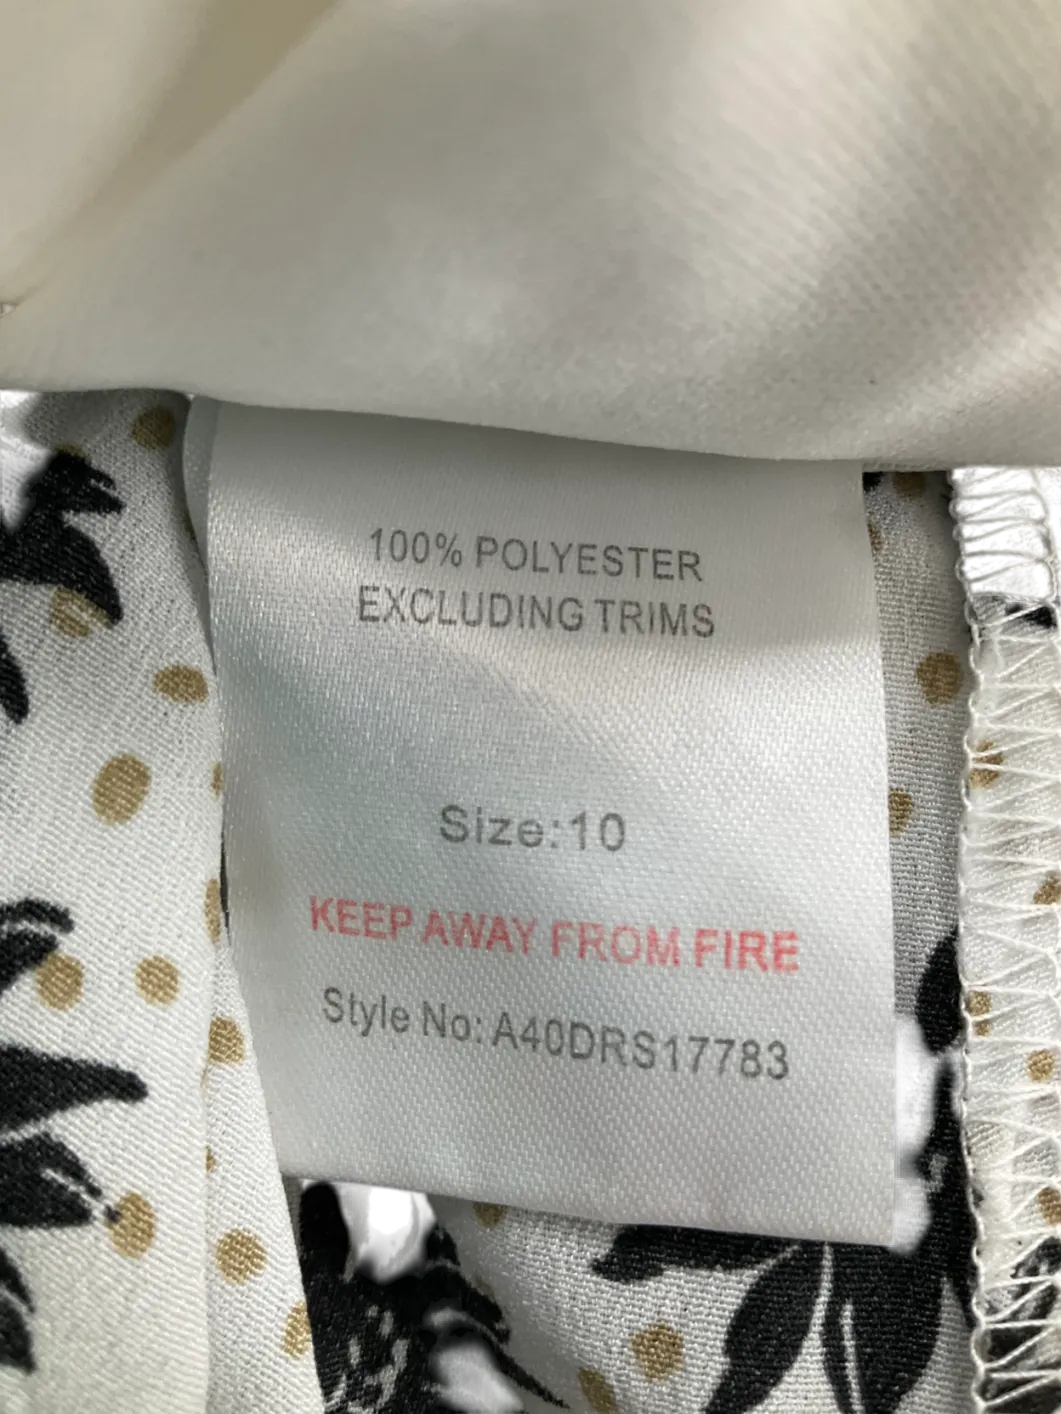 100% POLYESTER
EXCLUDING TRIMS
Size:10
KEEP AWAY FROM FIRE
Style No: A40DRS17783